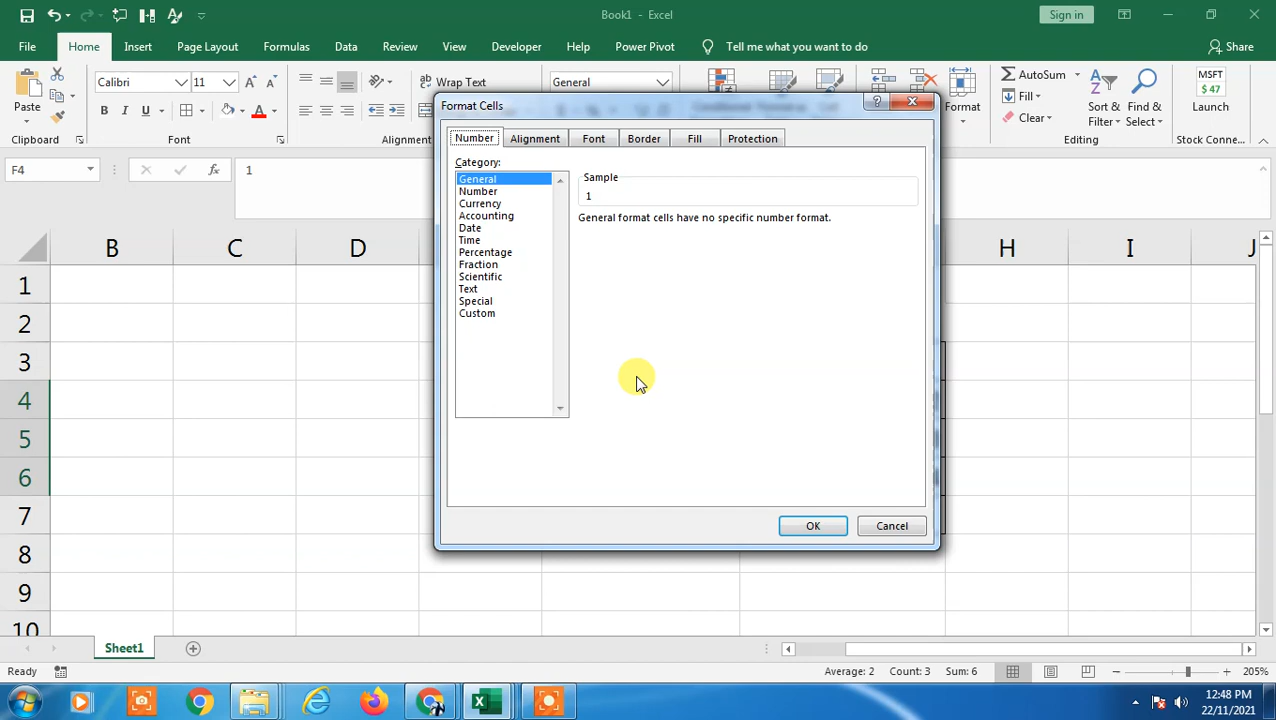 Book1 - Excel
Sign in
File
Home
Insert
Page Layout
Formulas
Data
Review
View
Developer
Help
Power Pivot
Tell me what you want to do
Share
Paste
Calibri
11
B I U
A
Wrap Text
General
Format
AutoSum
Fill
Clear
Sort &
Filter
Find &
Select
MSFT
$ 47
Launch
Clipboard
Font
Alignment
Editing
Stock Connec...
F4
fx
1
Format Cells
Number
Alignment
Font
Border
Fill
Protection
Category:
General
Number
Currency
Accounting
Date
Time
Percentage
Fraction
Scientific
Text
Special
Custom
Sample
1
General format cells have no specific number format.
OK
Cancel
B C D H I J
1
2
3
4
5
6
7
8
9
10
Sheet1
Ready
Average: 2
Count: 3
Sum: 6
205%
12:48 PM
22/11/2021